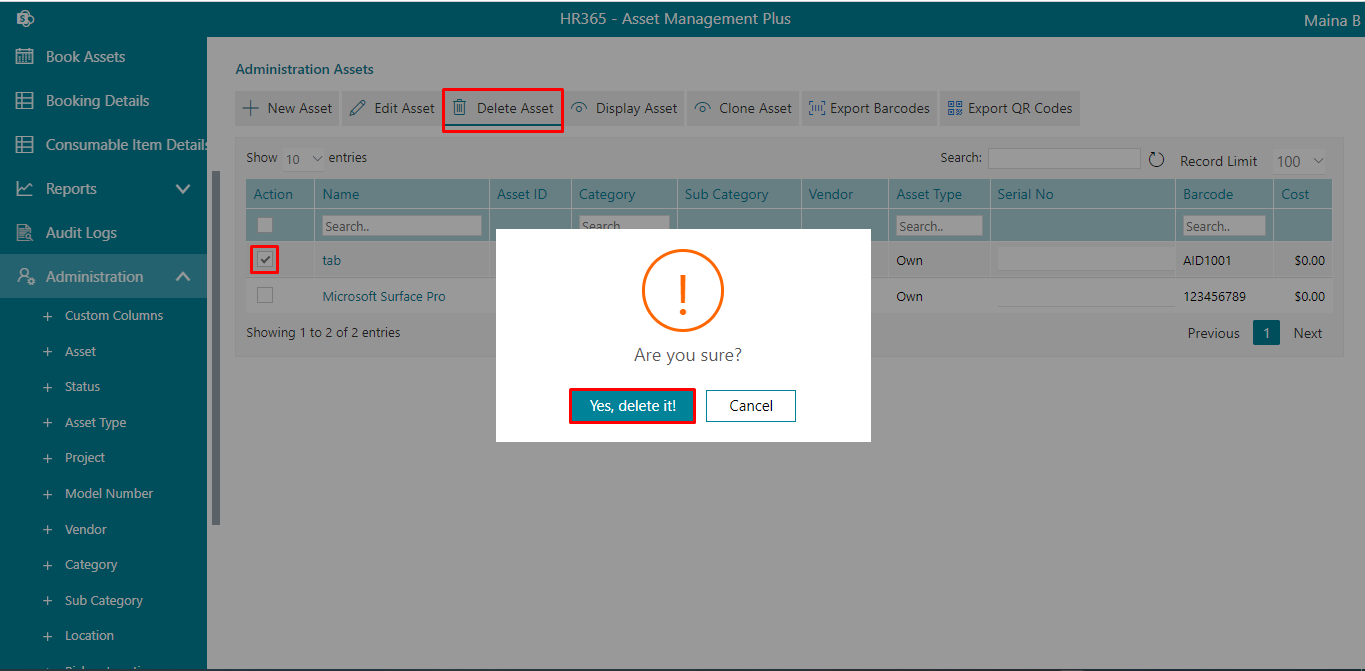 HR365 - Asset Management Plus
Maina B
Book Assets
Booking Details
Consumable Item Details
Reports
Audit Logs
Administration
Custom Columns
Asset
Status
Asset Type
Project
Model Number
Vendor
Category
Sub Category
Location
Administration Assets
New Asset
Edit Asset
Delete Asset
Display Asset
Clone Asset
Export Barcodes
Export QR Codes
Show 10 entries
Search:
Record Limit 100
Action Name Asset ID Category Sub Category Vendor Asset Type Serial No Barcode Cost
Search.. Search.. Search.. Search..
tab Own AID1001 $0.00
Microsoft Surface Pro Own 123456789 $0.00
Showing 1 to 2 of 2 entries
Previous 1 Next
!
Are you sure?
Yes, delete it!
Cancel